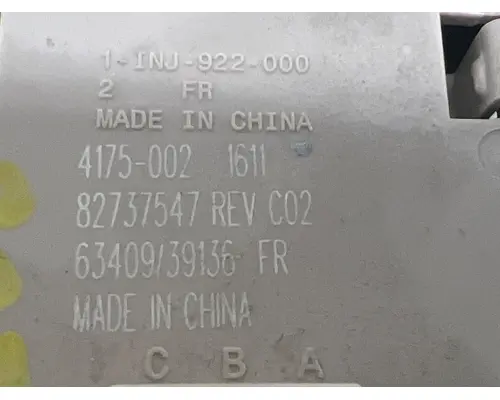 1-INJ-922-000
2 FR
MADE IN CHINA
4175-002 1611
82737547 REV C02
63409/39136 FR
MADE IN CHINA
C B A